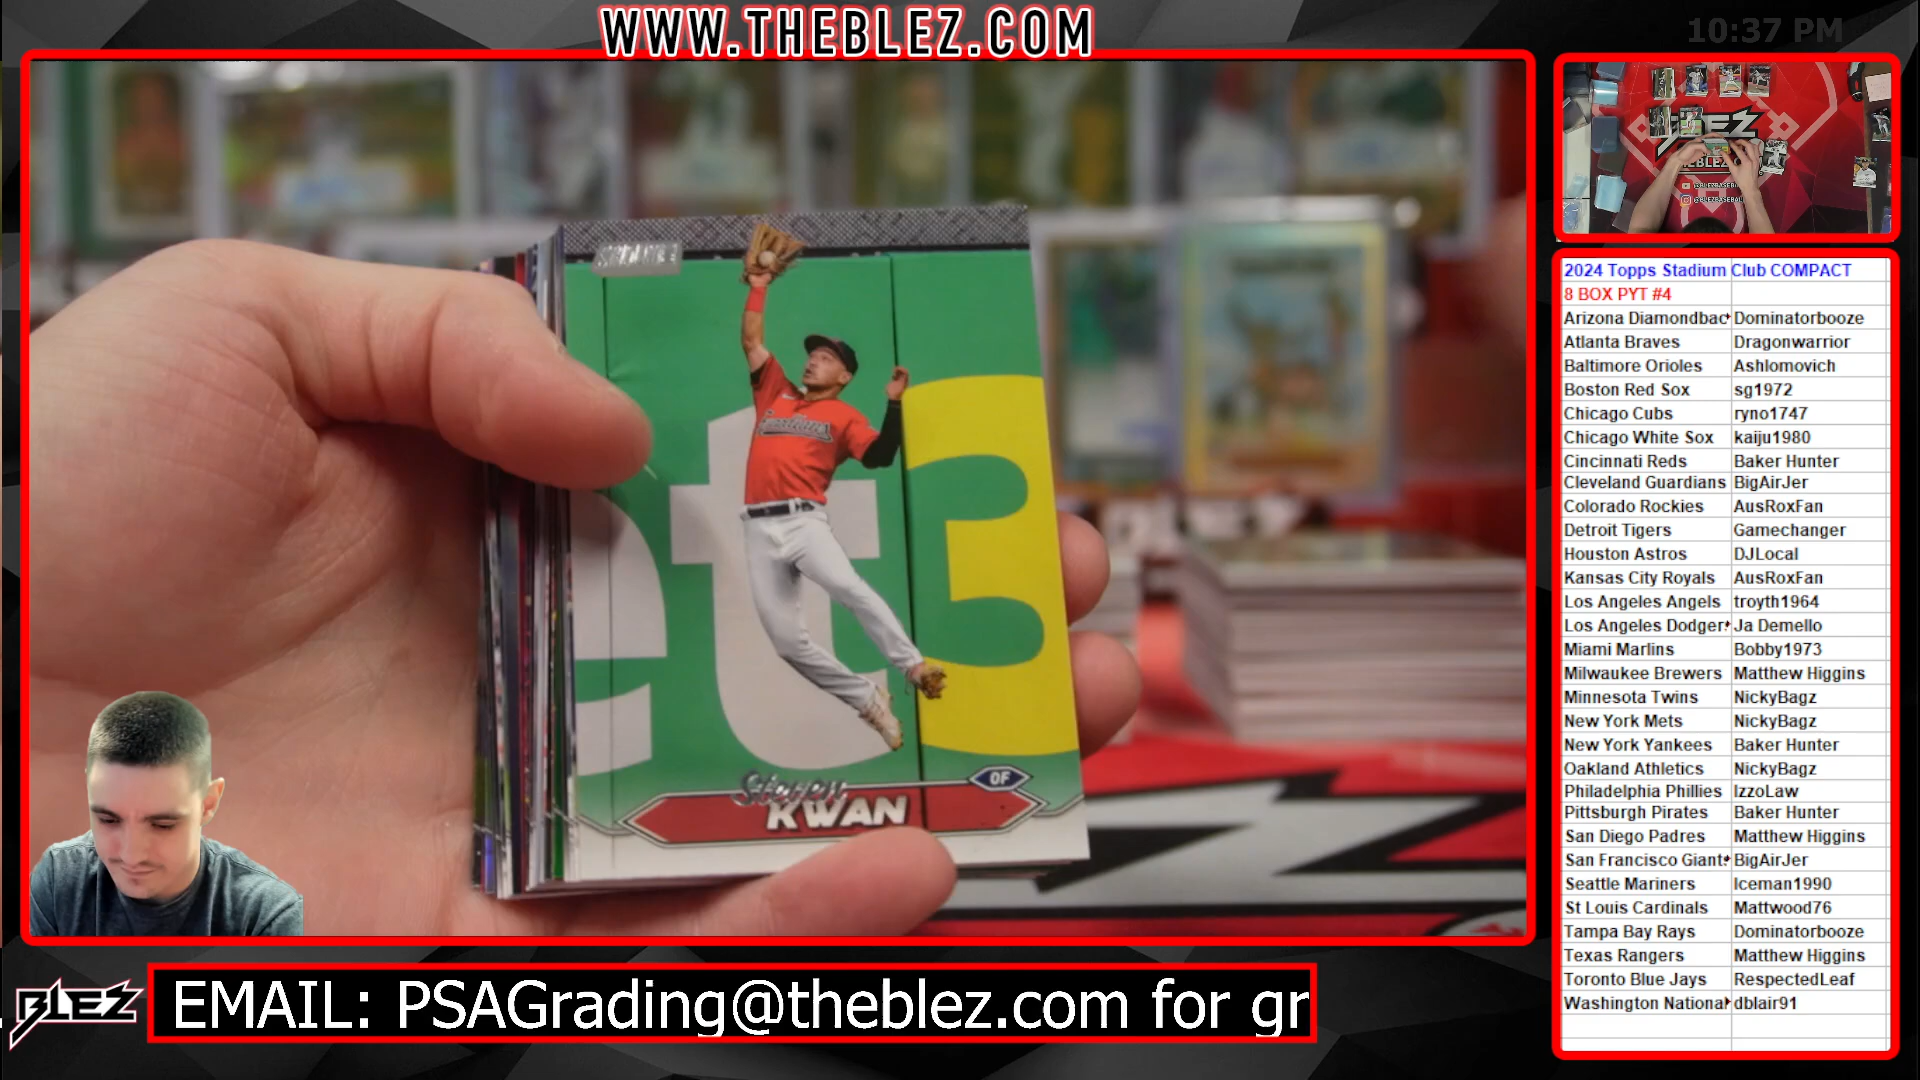 WWW.THEBLEZ.COM
10:37 PM
Guardians
et 3
OF
Steven
KWAN
BLEZ
2024 Topps Stadium Club COMPACT
8 BOX PYT #4
Arizona Diamondbac Dominatorbooze
Atlanta Braves Dragonwarrior
Baltimore Orioles Ashlomovich
Boston Red Sox sg1972
Chicago Cubs ryno1747
Chicago White Sox kaiju1980
Cincinnati Reds Baker Hunter
Cleveland Guardians BigAirJer
Colorado Rockies AusRoxFan
Detroit Tigers Gamechanger
Houston Astros DJLocal
Kansas City Royals AusRoxFan
Los Angeles Angels troyth1964
Los Angeles Dodger Ja Demello
Miami Marlins Bobby1973
Milwaukee Brewers Matthew Higgins
Minnesota Twins NickyBagz
New York Mets NickyBagz
New York Yankees Baker Hunter
Oakland Athletics NickyBagz
Philadelphia Phillies IzzoLaw
Pittsburgh Pirates Baker Hunter
San Diego Padres Matthew Higgins
San Francisco Giant BigAirJer
Seattle Mariners Iceman1990
St Louis Cardinals Mattwood76
Tampa Bay Rays Dominatorbooze
Texas Rangers Matthew Higgins
Toronto Blue Jays RespectedLeaf
Washington Nationa dblair91
BLEZ
EMAIL: PSAGrading@theblez.com for gr